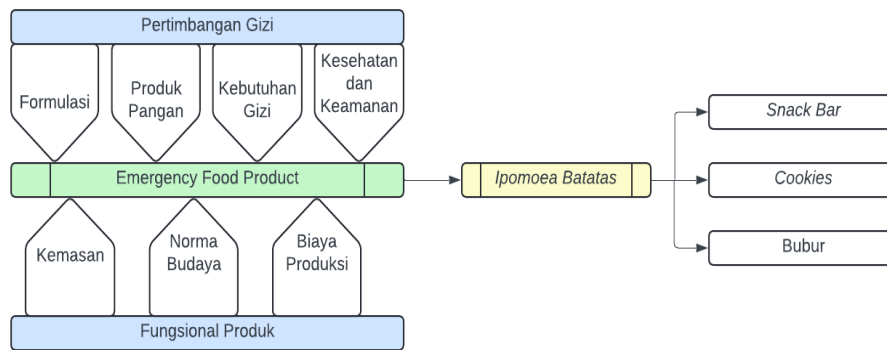 Pertimbangan Gizi
Formulasi
Produk
Pangan
Kebutuhan
Gizi
Kesehatan
dan
Keamanan
Emergency Food Product
Ipomoea Batatas
Snack Bar
Cookies
Bubur
Kemasan
Norma
Budaya
Biaya
Produksi
Fungsional Produk